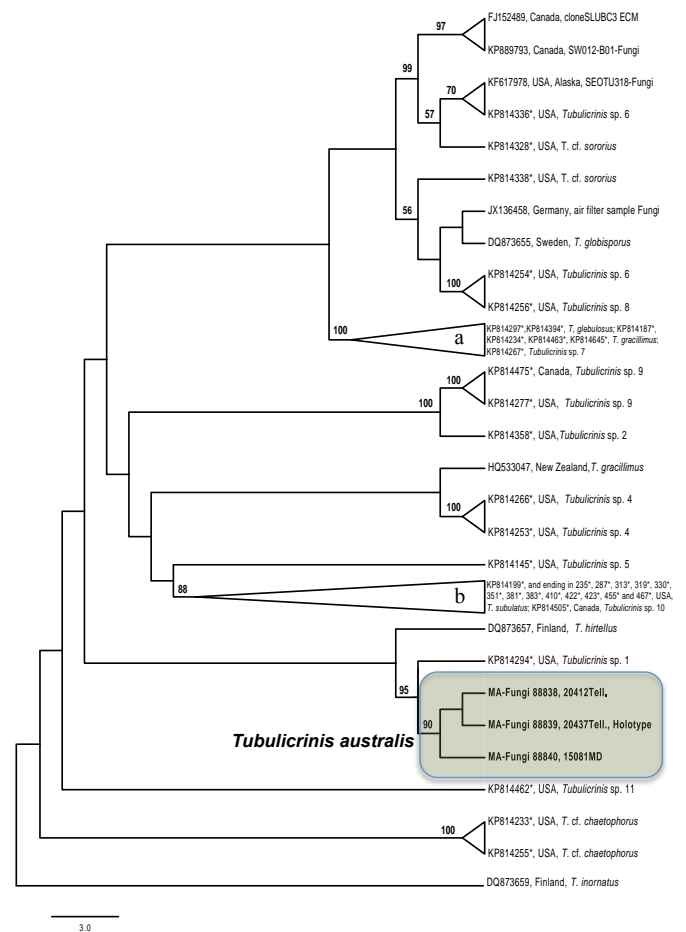 FJ152489, Canada, cloneSLUBC3 ECM
97
KP889793, Canada, SW012-B01-Fungi
99
KF617978, USA, Alaska, SEOTU318-Fungi
70
57
KP814336*, USA, Tubulicrinis sp. 6
KP814328*, USA, T. cf. sororius
KP814338*, USA, T. cf. sororius
56
JX136458, Germany, air filter sample Fungi
DQ873655, Sweden, T. globisporus
KP814254*, USA, Tubulicrinis sp. 6
100
KP814256*, USA, Tubulicrinis sp. 8
100
a
KP814297*,KP814394*, T. glebulosus; KP814187*,
KP814234*, KP814463*, KP814645*, T. gracillimus;
KP814267*, Tubulicrinis sp. 7
KP814475*, Canada, Tubulicrinis sp. 9
100
100
KP814277*, USA, Tubulicrinis sp. 9
KP814358*, USA,Tubulicrinis sp. 2
HQ533047, New Zealand,T. gracillimus
KP814266*, USA, Tubulicrinis sp. 4
100
KP814253*, USA, Tubulicrinis sp. 4
KP814145*, USA, Tubulicrinis sp. 5
88
b
KP814199*, and ending in 235*, 287*, 313*, 319*, 330*,
351*, 381*, 383*, 410*, 422*, 423*, 455* and 467*, USA,
T. subulatus; KP814505*, Canada, Tubulicrinis sp. 10
DQ873657, Finland, T. hirtellus
KP814294*, USA, Tubulicrinis sp. 1
95
MA-Fungi 88838, 20412Tell.
90
MA-Fungi 88839, 20437Tell., Holotype
Tubulicrinis australis
MA-Fungi 88840, 15081MD
KP814462*, USA, Tubulicrinis sp. 11
KP814233*, USA, T. cf. chaetophorus
100
KP814255*, USA, T. cf. chaetophorus
DQ873659, Finland, T. inornatus
3.0